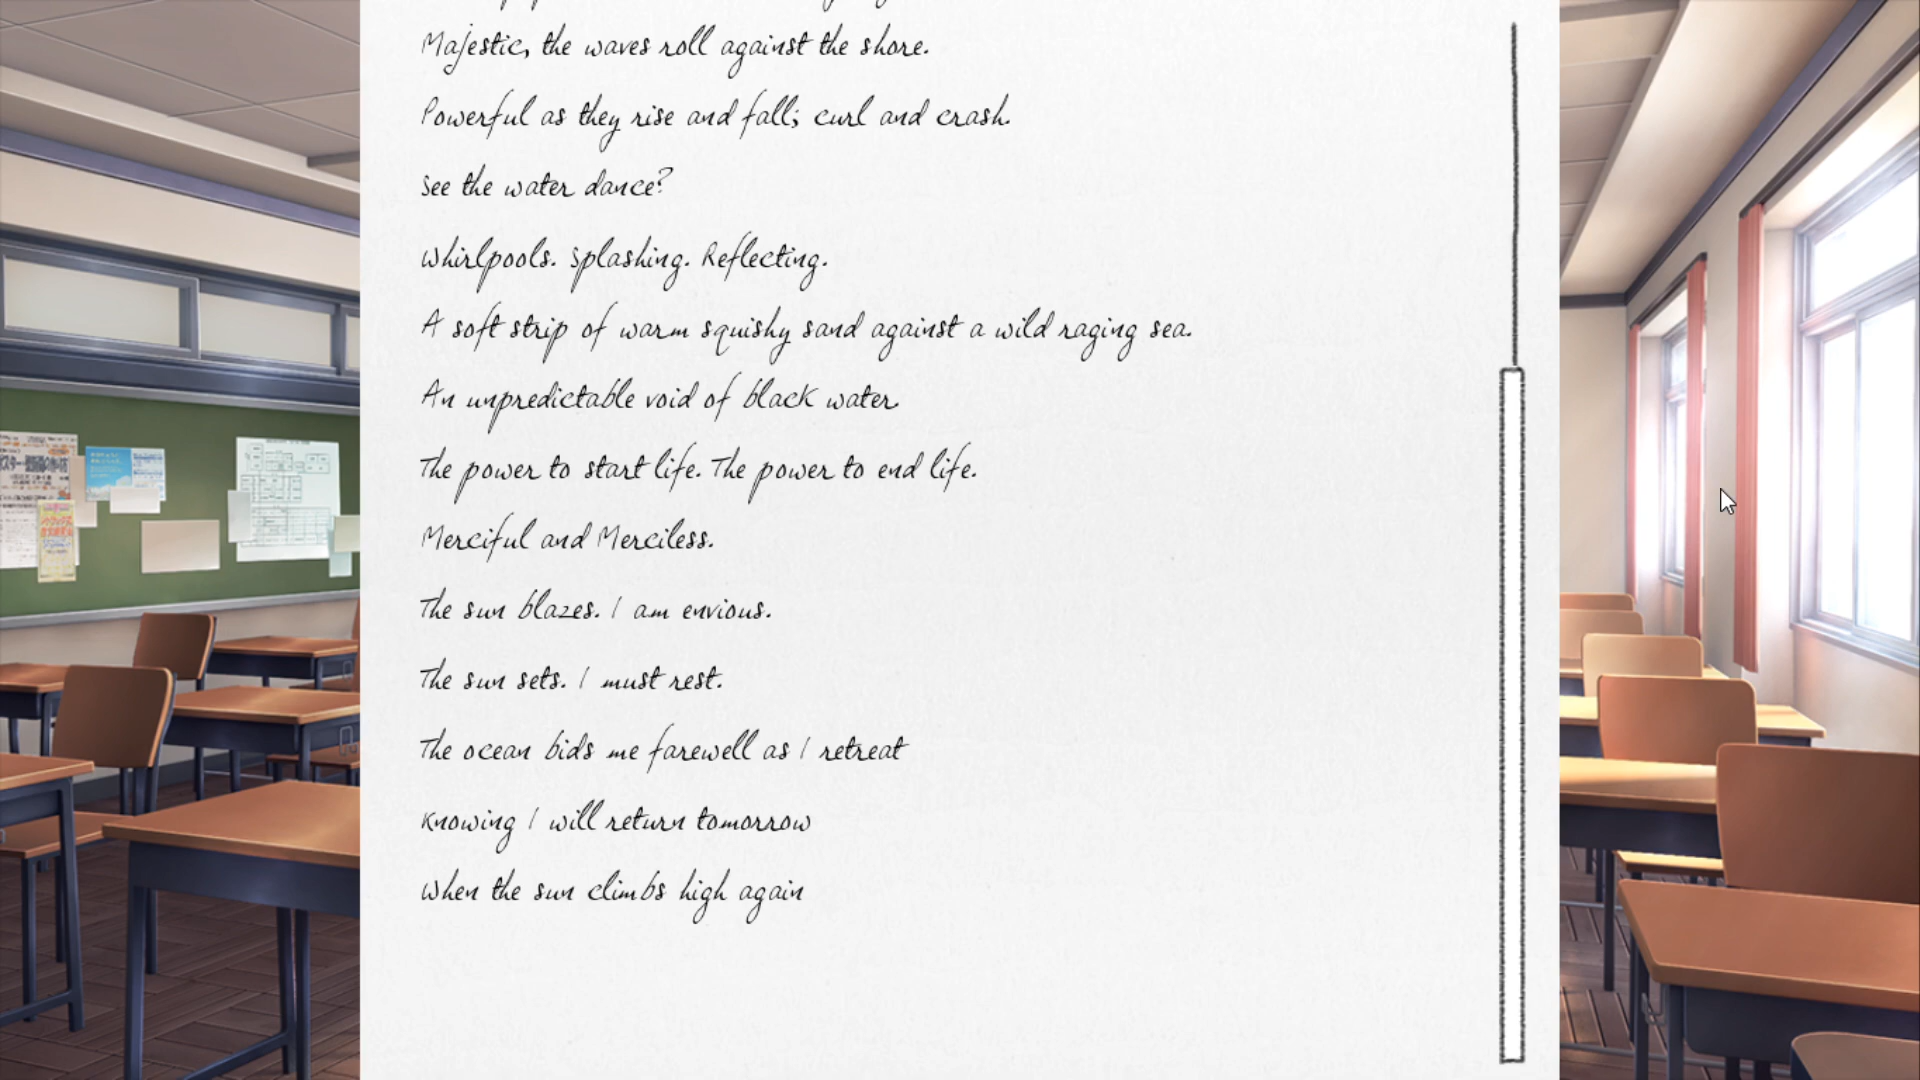 Majestic, the waves roll against the shore.
Powerful as they rise and fall; curl and crash.
See the water dance?
Whirlpools. Splashing. Reflecting.
A soft strip of warm squishy sand against a wild raging sea.
An unpredictable void of black water.
The power to start life. The power to end life.
Merciful and Merciless.
The sun blazes. I am envious.
The sun sets. I must rest.
The ocean bids me farewell as I retreat
Knowing I will return tomorrow
When the sun climbs high again